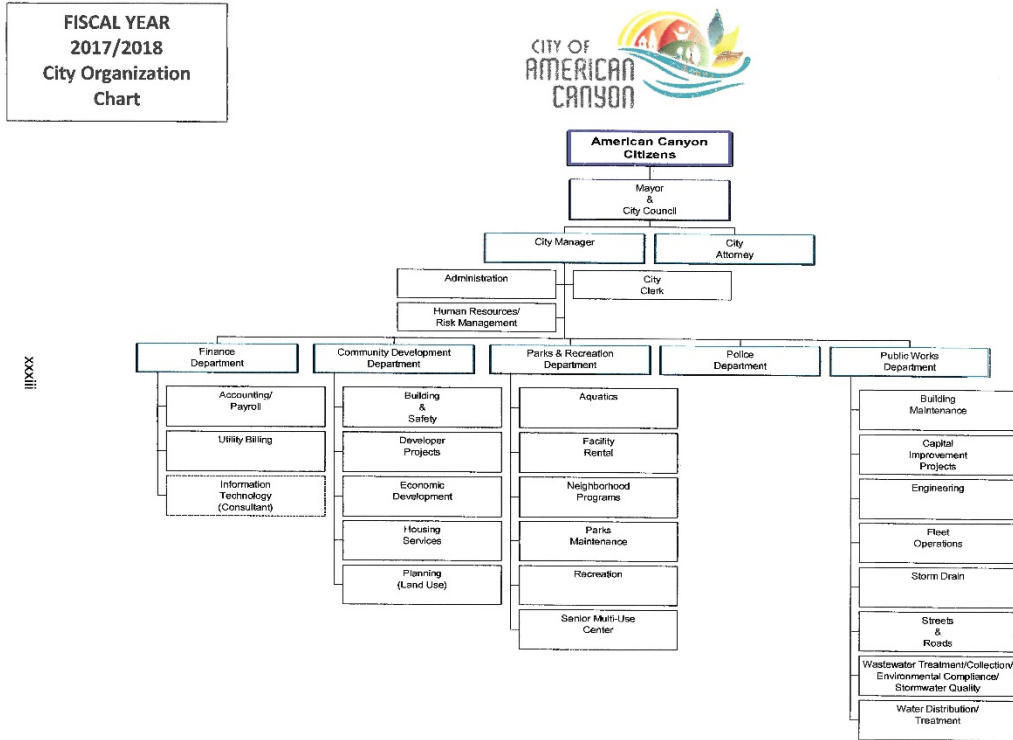 FISCAL YEAR
2017/2018
City Organization
Chart
CITY OF
AMERICAN
CANYON
American Canyon
Citizens
Mayor
&
City Council
City Manager
City
Attorney
Administration
City
Clerk
Human Resources/
Risk Management
Finance
Department
Community Development
Department
Parks & Recreation
Department
Police
Department
Public Works
Department
Accounting/
Payroll
Utility Billing
Information
Technology
(Consultant)
Building
&
Safety
Developer
Projects
Economic
Development
Housing
Services
Planning
(Land Use)
Aquatics
Facility
Rental
Neighborhood
Programs
Parks
Maintenance
Recreation
Senior Multi-Use
Center
Building
Maintenance
Capital
Improvement
Projects
Engineering
Fleet
Operations
Storm Drain
Streets
&
Roads
Wastewater Treatment/Collection/
Environmental Compliance/
Stormwater Quality
Water Distribution/
Treatment
xxxiii